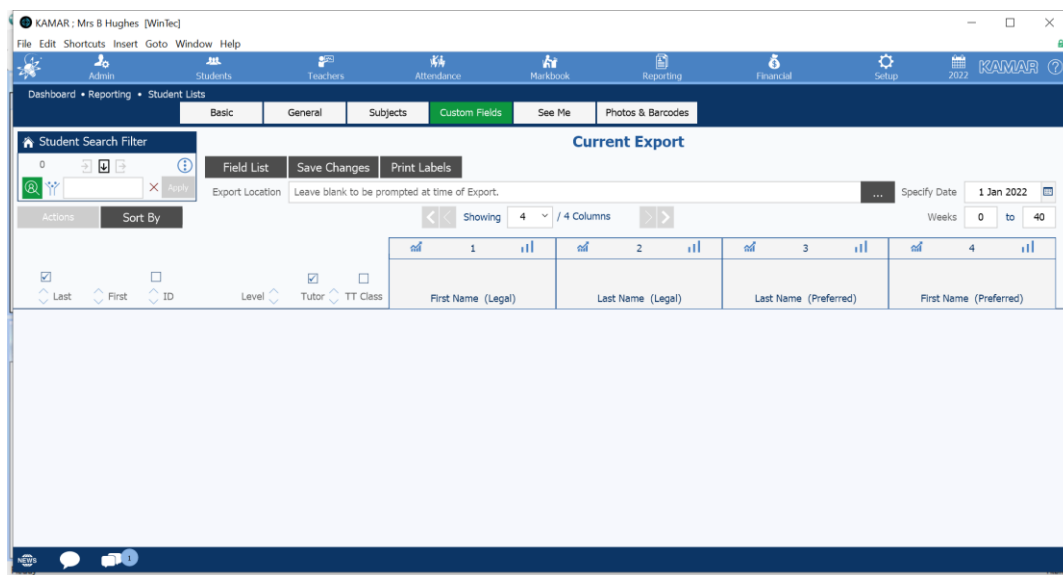 KAMAR ; Mrs B Hughes [WinTec]
File Edit Shortcuts Insert Goto Window Help
Admin Students Teachers Attendance Markbook Reporting Financial Setup 2022 KAMAR ?
Dashboard • Reporting • Student Lists
Basic General Subjects Custom Fields See Me Photos & Barcodes
Student Search Filter
Current Export
0
Field List Save Changes Print Labels
Apply
Export Location Leave blank to be prompted at time of Export. ... Specify Date 1 Jan 2022
Actions Sort By
Showing 4 / 4 Columns
Weeks 0 to 40
1 2 3 4
Last First ID Level Tutor TT Class
First Name (Legal) Last Name (Legal) Last Name (Preferred) First Name (Preferred)
NEWS 1